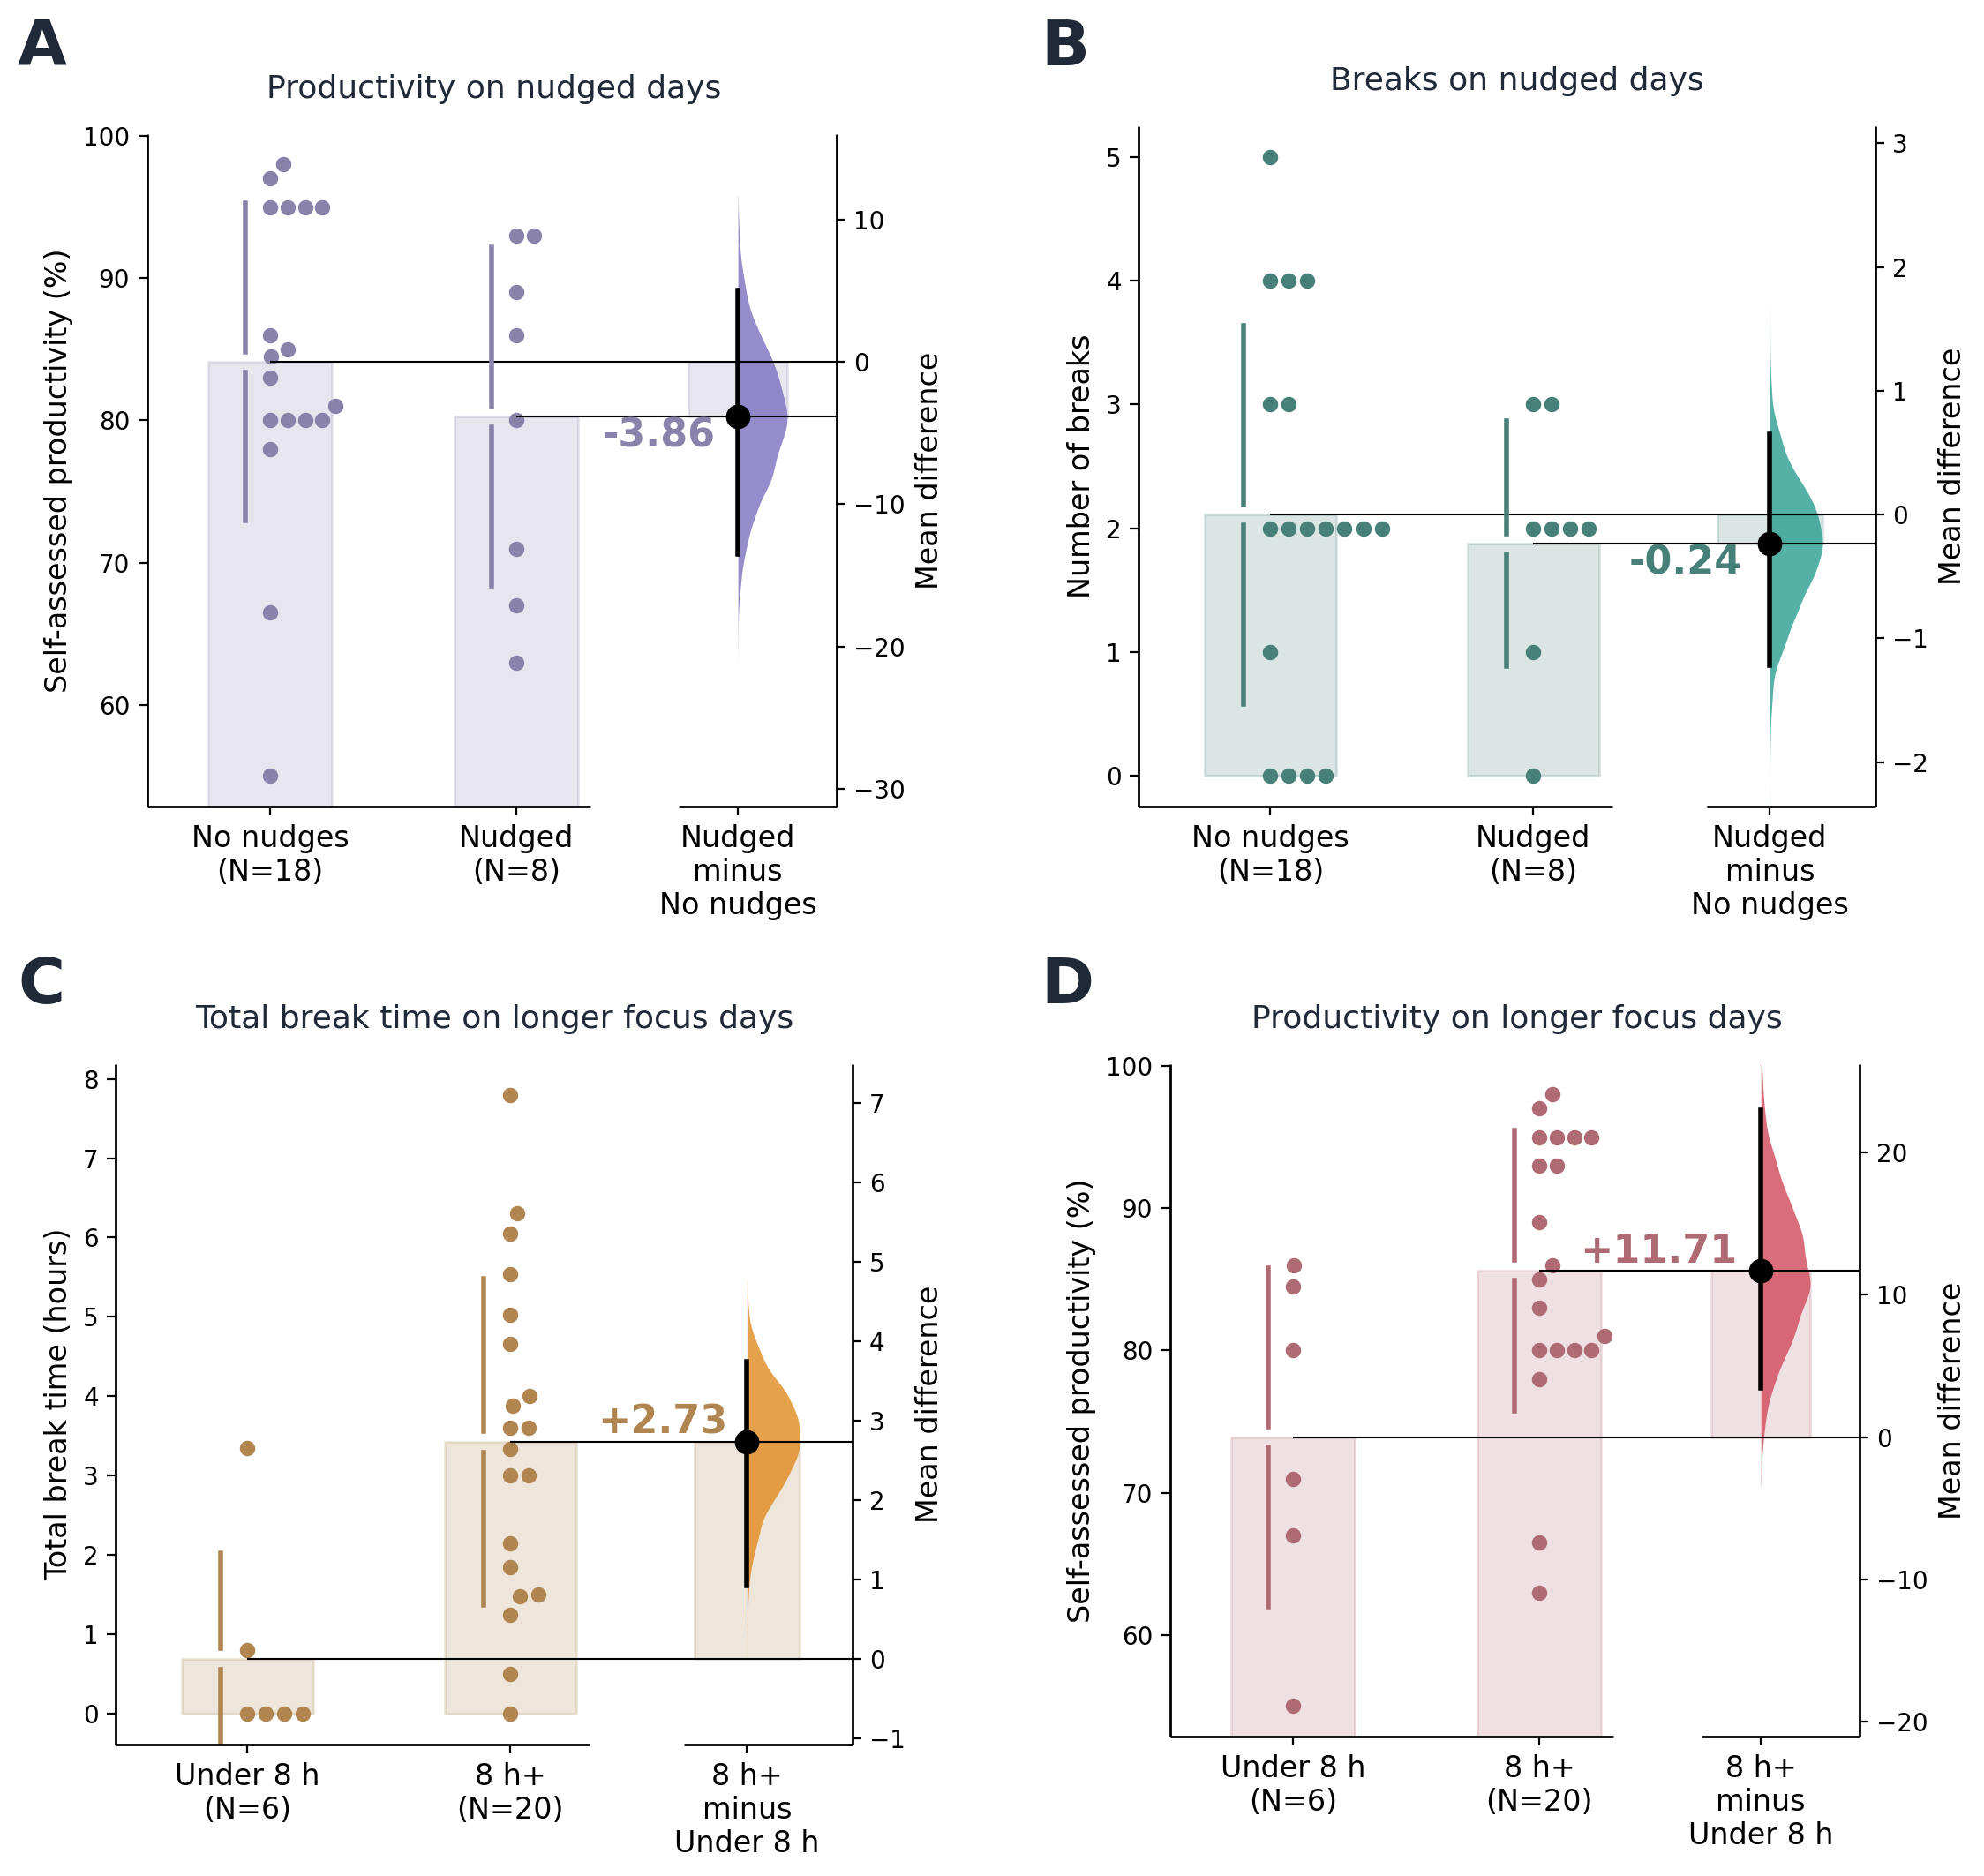 A
Productivity on nudged days
Self-assessed productivity (%)
100
90
80
70
60
10
0
−10
−20
−30
Mean difference
-3.86
No nudges
(N=18)
Nudged
(N=8)
Nudged
minus
No nudges
B
Breaks on nudged days
Number of breaks
5
4
3
2
1
0
3
2
1
0
−1
−2
Mean difference
-0.24
No nudges
(N=18)
Nudged
(N=8)
Nudged
minus
No nudges
C
Total break time on longer focus days
Total break time (hours)
8
7
6
5
4
3
2
1
0
7
6
5
4
3
2
1
0
−1
Mean difference
+2.73
Under 8 h
(N=6)
8 h+
(N=20)
8 h+
minus
Under 8 h
D
Productivity on longer focus days
Self-assessed productivity (%)
100
90
80
70
60
20
10
0
−10
−20
Mean difference
+11.71
Under 8 h
(N=6)
8 h+
(N=20)
8 h+
minus
Under 8 h